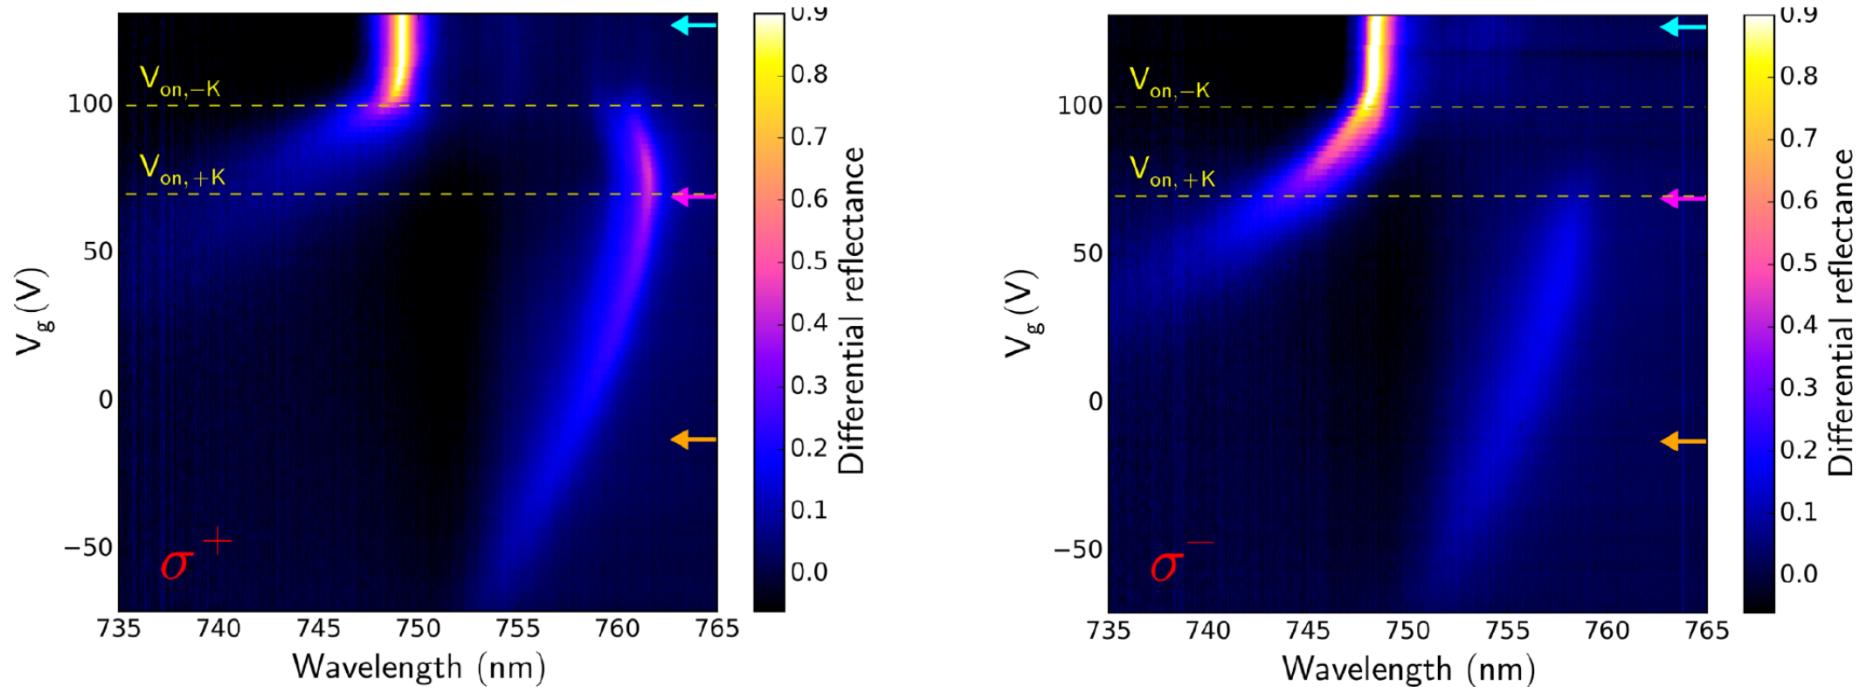 0.9
V_on,−K
0.8
100
0.7
V_on,+K
0.6
50
0.5
0.4
0
0.3
0.2
−50
0.1
σ +
0.0
735 740 745 750 755 760 765
Wavelength (nm)
V_g (V)
Differential reflectance
0.9
V_on,−K
0.8
100
0.7
V_on,+K
0.6
50
0.5
0.4
0
0.3
0.2
−50
0.1
σ −
0.0
735 740 745 750 755 760 765
Wavelength (nm)
V_g (V)
Differential reflectance